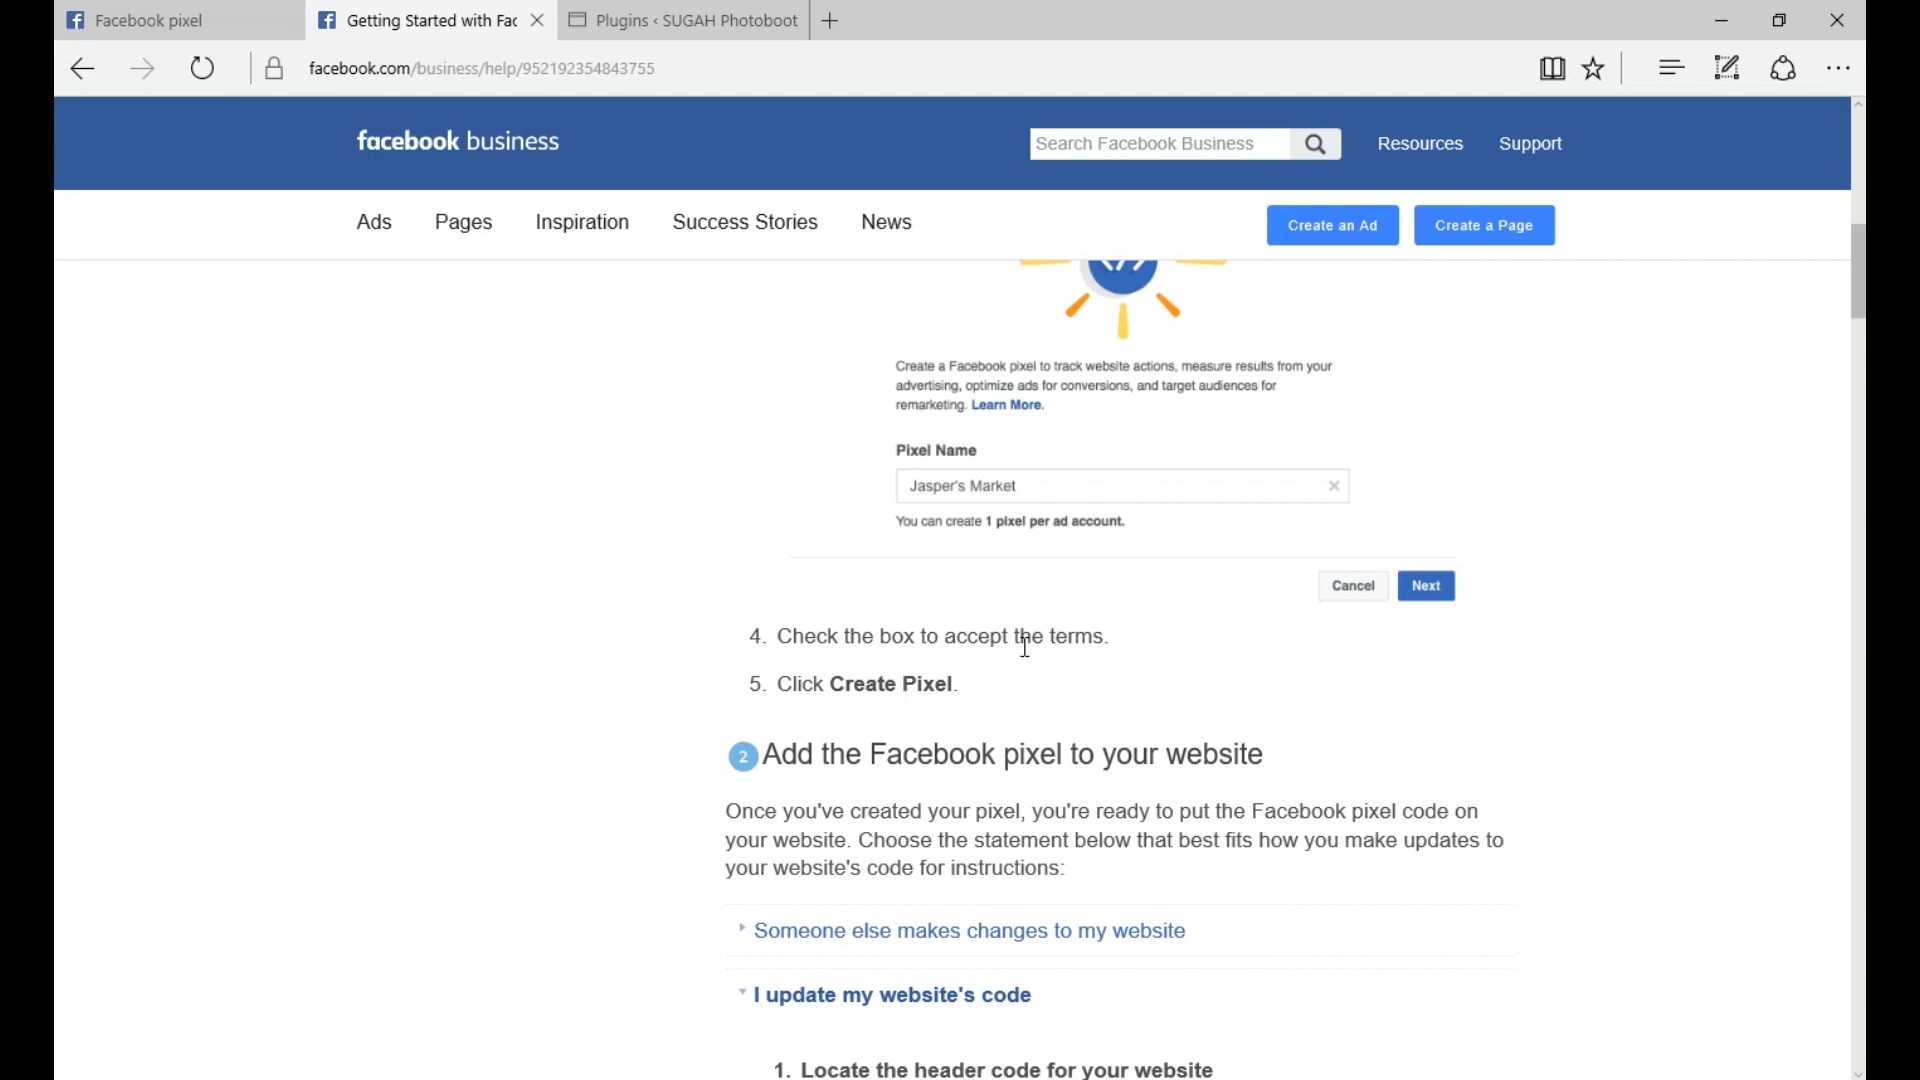 Facebook pixel
Getting Started with Fac
Plugins ‹ SUGAH Photoboot
facebook.com/business/help/952192354843755
facebook business
Search Facebook Business
Resources
Support
Ads
Pages
Inspiration
Success Stories
News
Create an Ad
Create a Page
Create a Facebook pixel to track website actions, measure results from your
advertising, optimize ads for conversions, and target audiences for
remarketing. Learn More.
Pixel Name
Jasper's Market
You can create 1 pixel per ad account.
Cancel
Next
4. Check the box to accept the terms.
5. Click Create Pixel.
2 Add the Facebook pixel to your website
Once you've created your pixel, you're ready to put the Facebook pixel code on
your website. Choose the statement below that best fits how you make updates to
your website's code for instructions:
Someone else makes changes to my website
I update my website's code
1. Locate the header code for your website